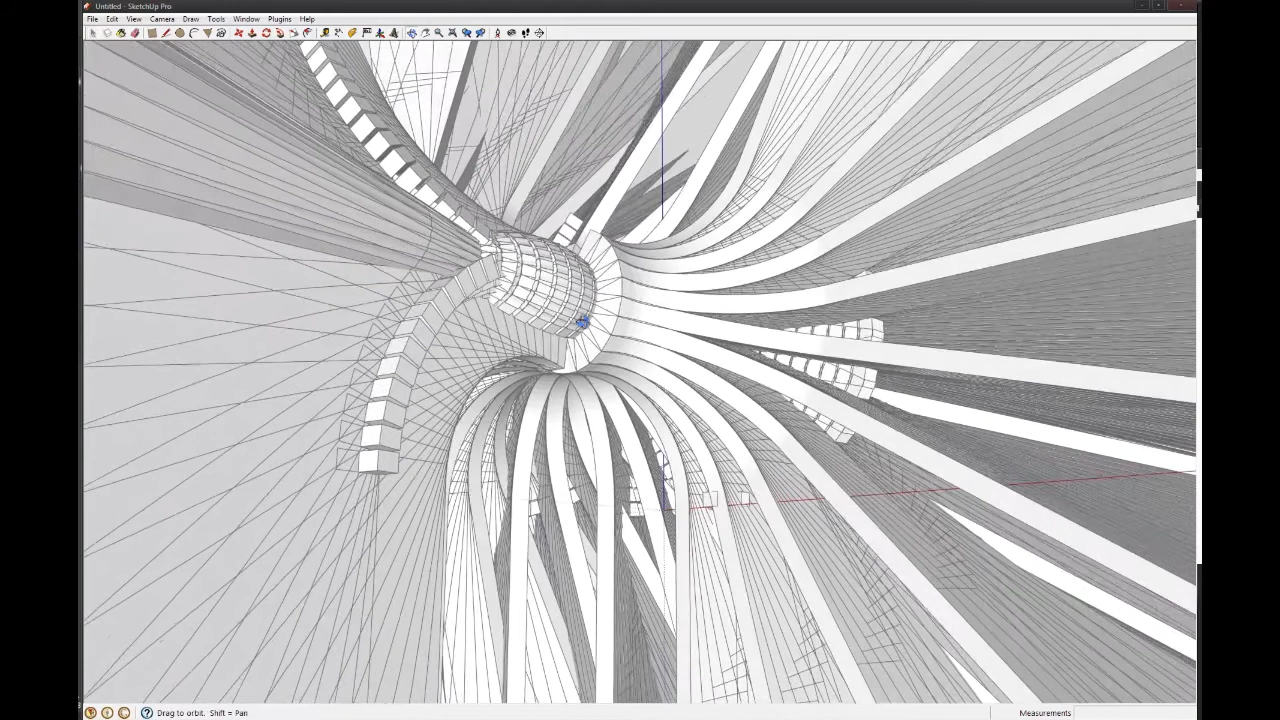 Untitled - SketchUp Pro
File Edit View Camera Draw Tools Window Plugins Help
Drag to orbit. Shift = Pan
Measurements